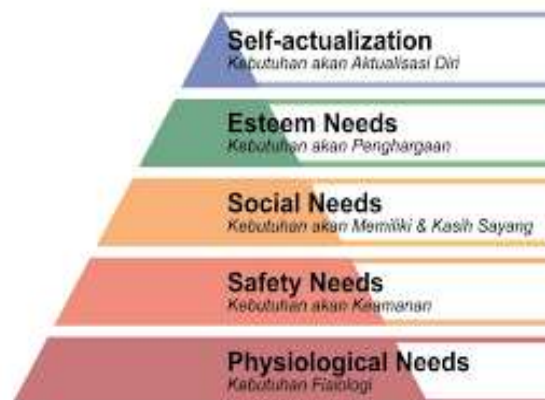 Self-actualization
Kebutuhan akan Aktualisasi Diri
Esteem Needs
Kebutuhan akan Penghargaan
Social Needs
Kebutuhan akan Memiliki & Kasih Sayang
Safety Needs
Kebutuhan akan Keamanan
Physiological Needs
Kebutuhan Fisiologi